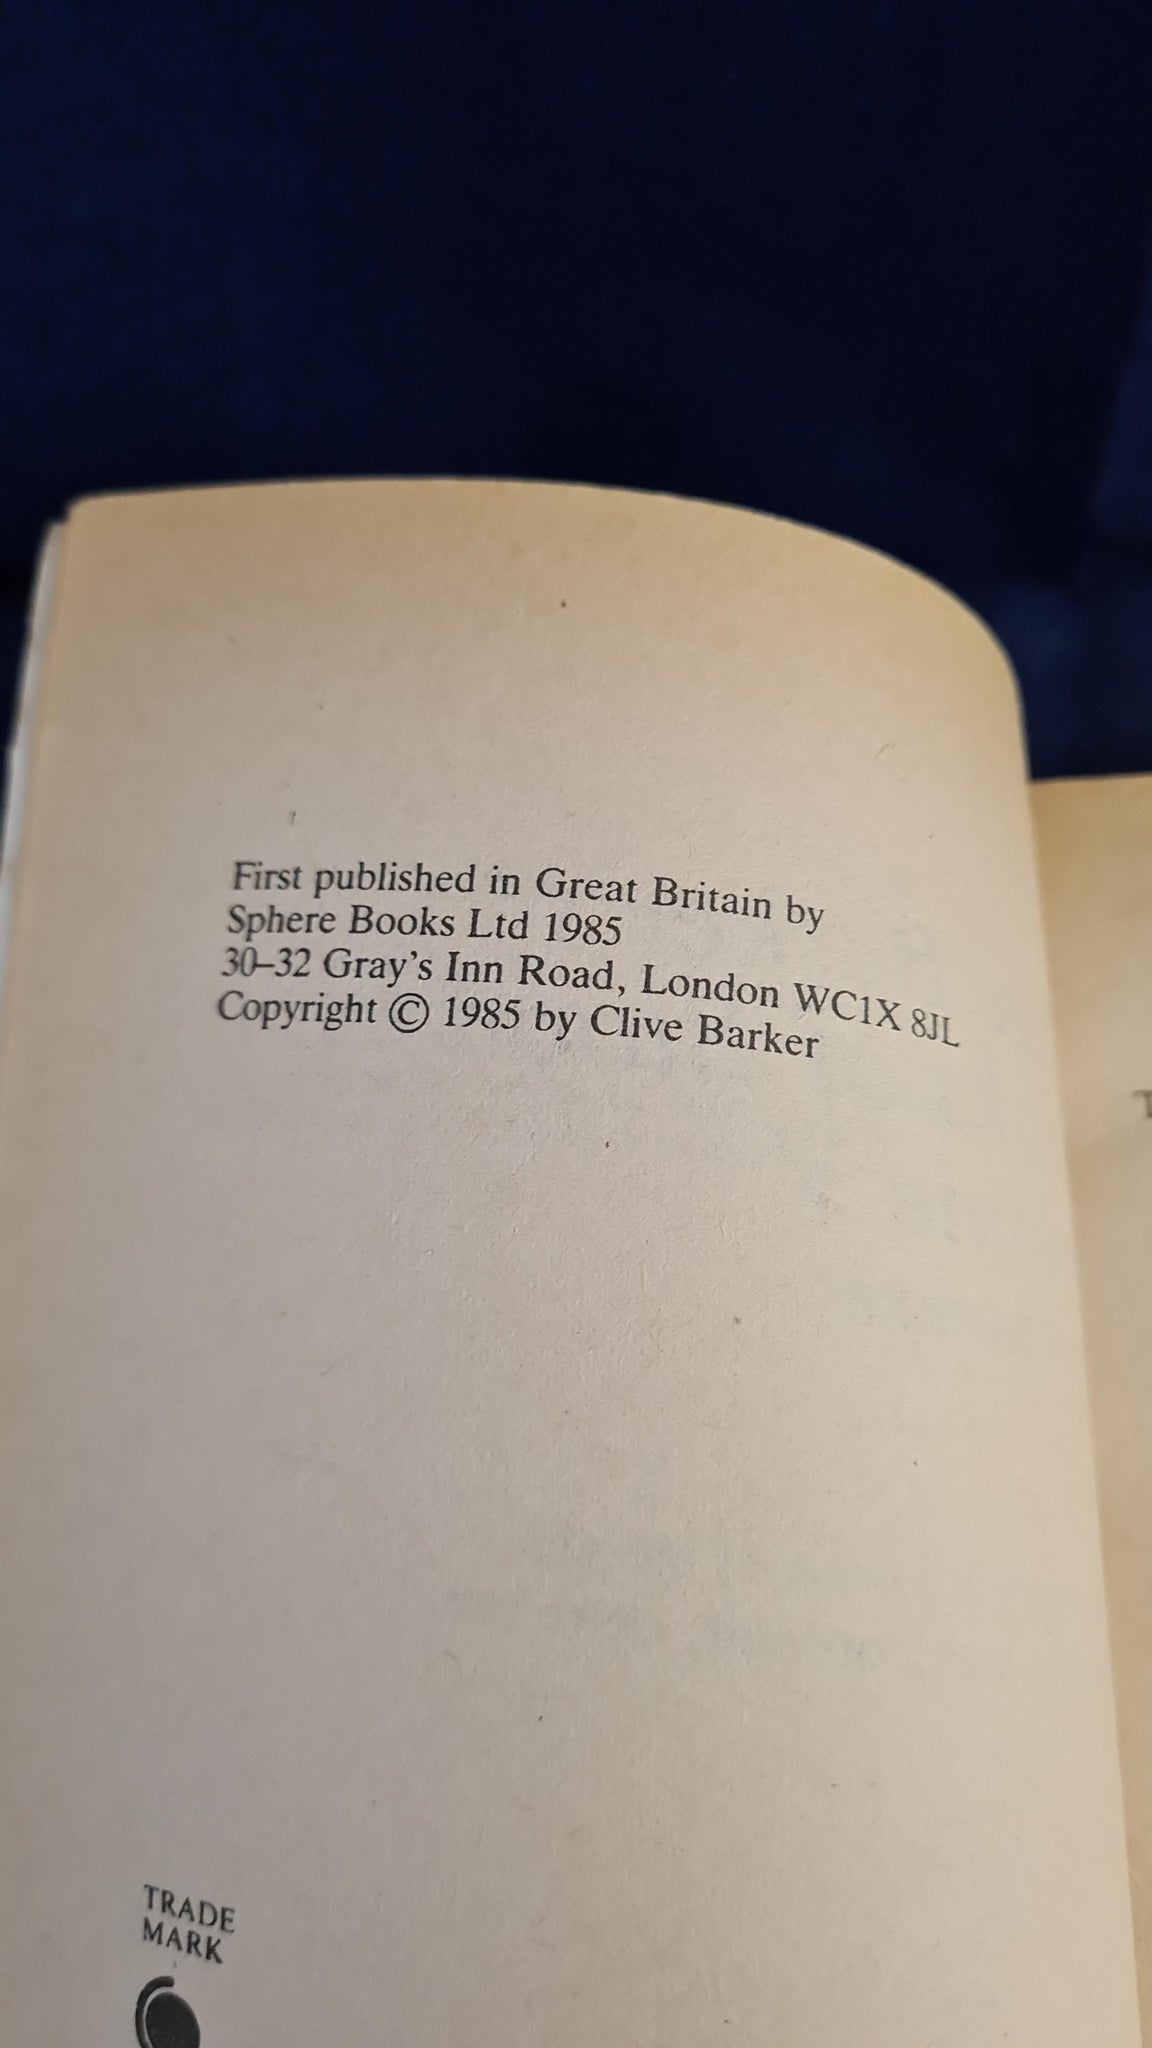 First published in Great Britain by
Sphere Books Ltd 1985
30–32 Gray's Inn Road, London WC1X 8JL
Copyright © 1985 by Clive Barker
TRADE
MARK